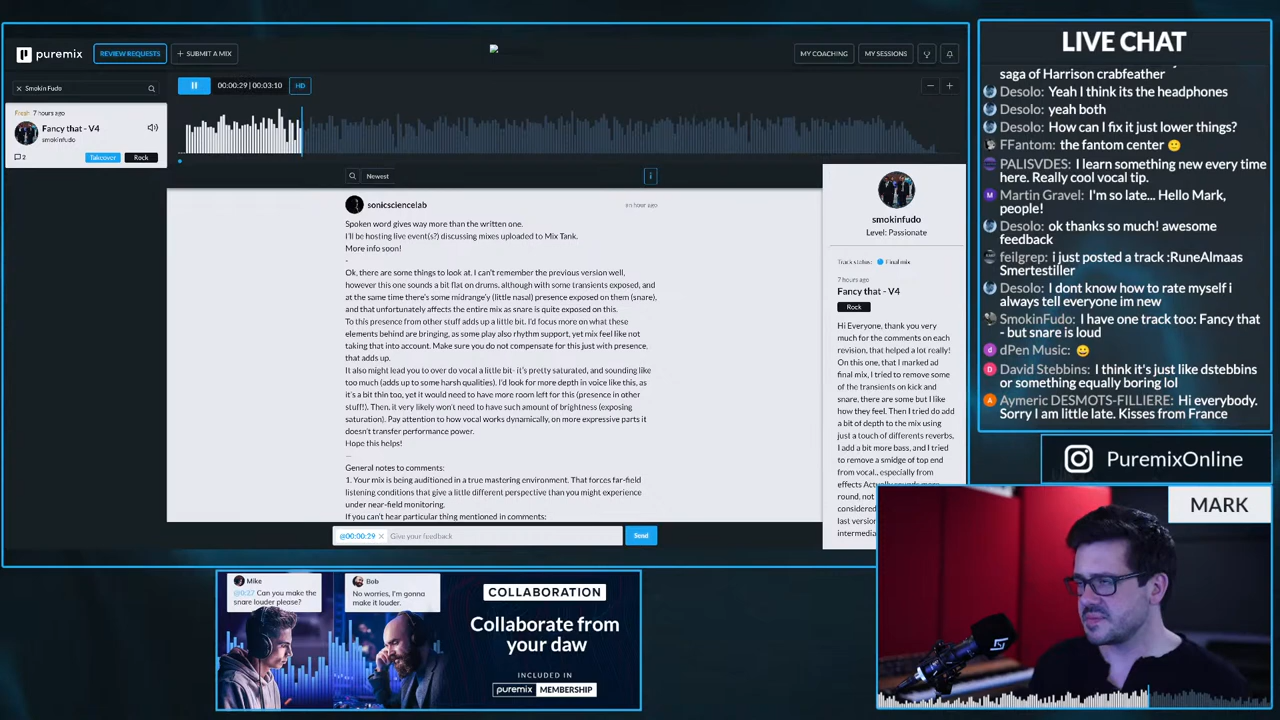 puremix
REVIEW REQUESTS
+ SUBMIT A MIX
MY COACHING
MY SESSIONS
× Smokin Fudo
00:00:29 | 00:03:10
HD
Fresh 7 hours ago
Fancy that - V4
smokinfudo
2
Takeover
Rock
Newest
i
sonicsciencelab
an hour ago
Spoken word gives way more than the written one.
I'll be hosting live event(s?) discussing mixes uploaded to Mix Tank.
More info soon!
-
Ok, there are some things to look at. I can't remember the previous version well,
however this one sounds a bit flat on drums, although with some transients exposed, and
at the same time there's some midrange'y (little nasal) presence exposed on them (snare),
and that unfortunately affects the entire mix as snare is quite exposed on this.
To this presence from other stuff adds up a little bit. I'd focus more on what these
elements behind are bringing, as some play also rhythm support, yet mix feel like not
taking that into account. Make sure you do not compensate for this just with presence,
that adds up.
It also might lead you to over do vocal a little bit- it's pretty saturated, and sounding like
too much (adds up to some harsh qualities). I'd look for more depth in voice like this, as
it's a bit thin too, yet it would need to have more room left for this (presence in other
stuff!). Then, it very likely won't need to have such amount of brightness (exposing
saturation). Pay attention to how vocal works dynamically, on more expressive parts it
doesn't transfer performance power.
Hope this helps!
—
General notes to comments:
1. Your mix is being auditioned in a true mastering environment. That forces far-field
listening conditions that give a little different perspective than you might experience
under near-field monitoring.
If you can't hear particular thing mentioned in comments:
@00:00:29 ×
Give your feedback
Send
smokinfudo
Level: Passionate
Track status: Final mix
7 hours ago
Fancy that - V4
Rock
Hi Everyone, thank you very
much for the comments on each
revision, that helped a lot really!
On this one, that I marked ad
final mix, I tried to remove some
of the transients on kick and
snare, there are some but I like
how they feel. Then I tried do add
a bit of depth to the mix using
just a touch of differents reverbs,
I add a bit more bass, and I tried
to remove a smidge of top end
from vocal., especially from
effects
round, not
considered
last version
intermedia
LIVE CHAT
saga of Harrison crabfeather
Desolo: Yeah I think its the headphones
Desolo: yeah both
Desolo: How can I fix it just lower things?
FFantom: the fantom center 🙂
PALISVDES: I learn something new every time
here. Really cool vocal tip.
Martin Gravel: I'm so late... Hello Mark,
people!
Desolo: ok thanks so much! awesome
feedback
feilgrep: i just posted a track :RuneAlmaas
Smertestiller
Desolo: I dont know how to rate myself i
always tell everyone im new
SmokinFudo: I have one track too: Fancy that
- but snare is loud
dPen Music: 😀
David Stebbins: I think it's just like dstebbins
or something equally boring lol
Aymeric DESMOTS-FILLIERE: Hi everybody.
Sorry I am little late. Kisses from France
PuremixOnline
MARK
Mike
@0:27 Can you make the
snare louder please?
Bob
No worries, I'm gonna
make it louder.
COLLABORATION
Collaborate from
your daw
INCLUDED IN
puremix MEMBERSHIP